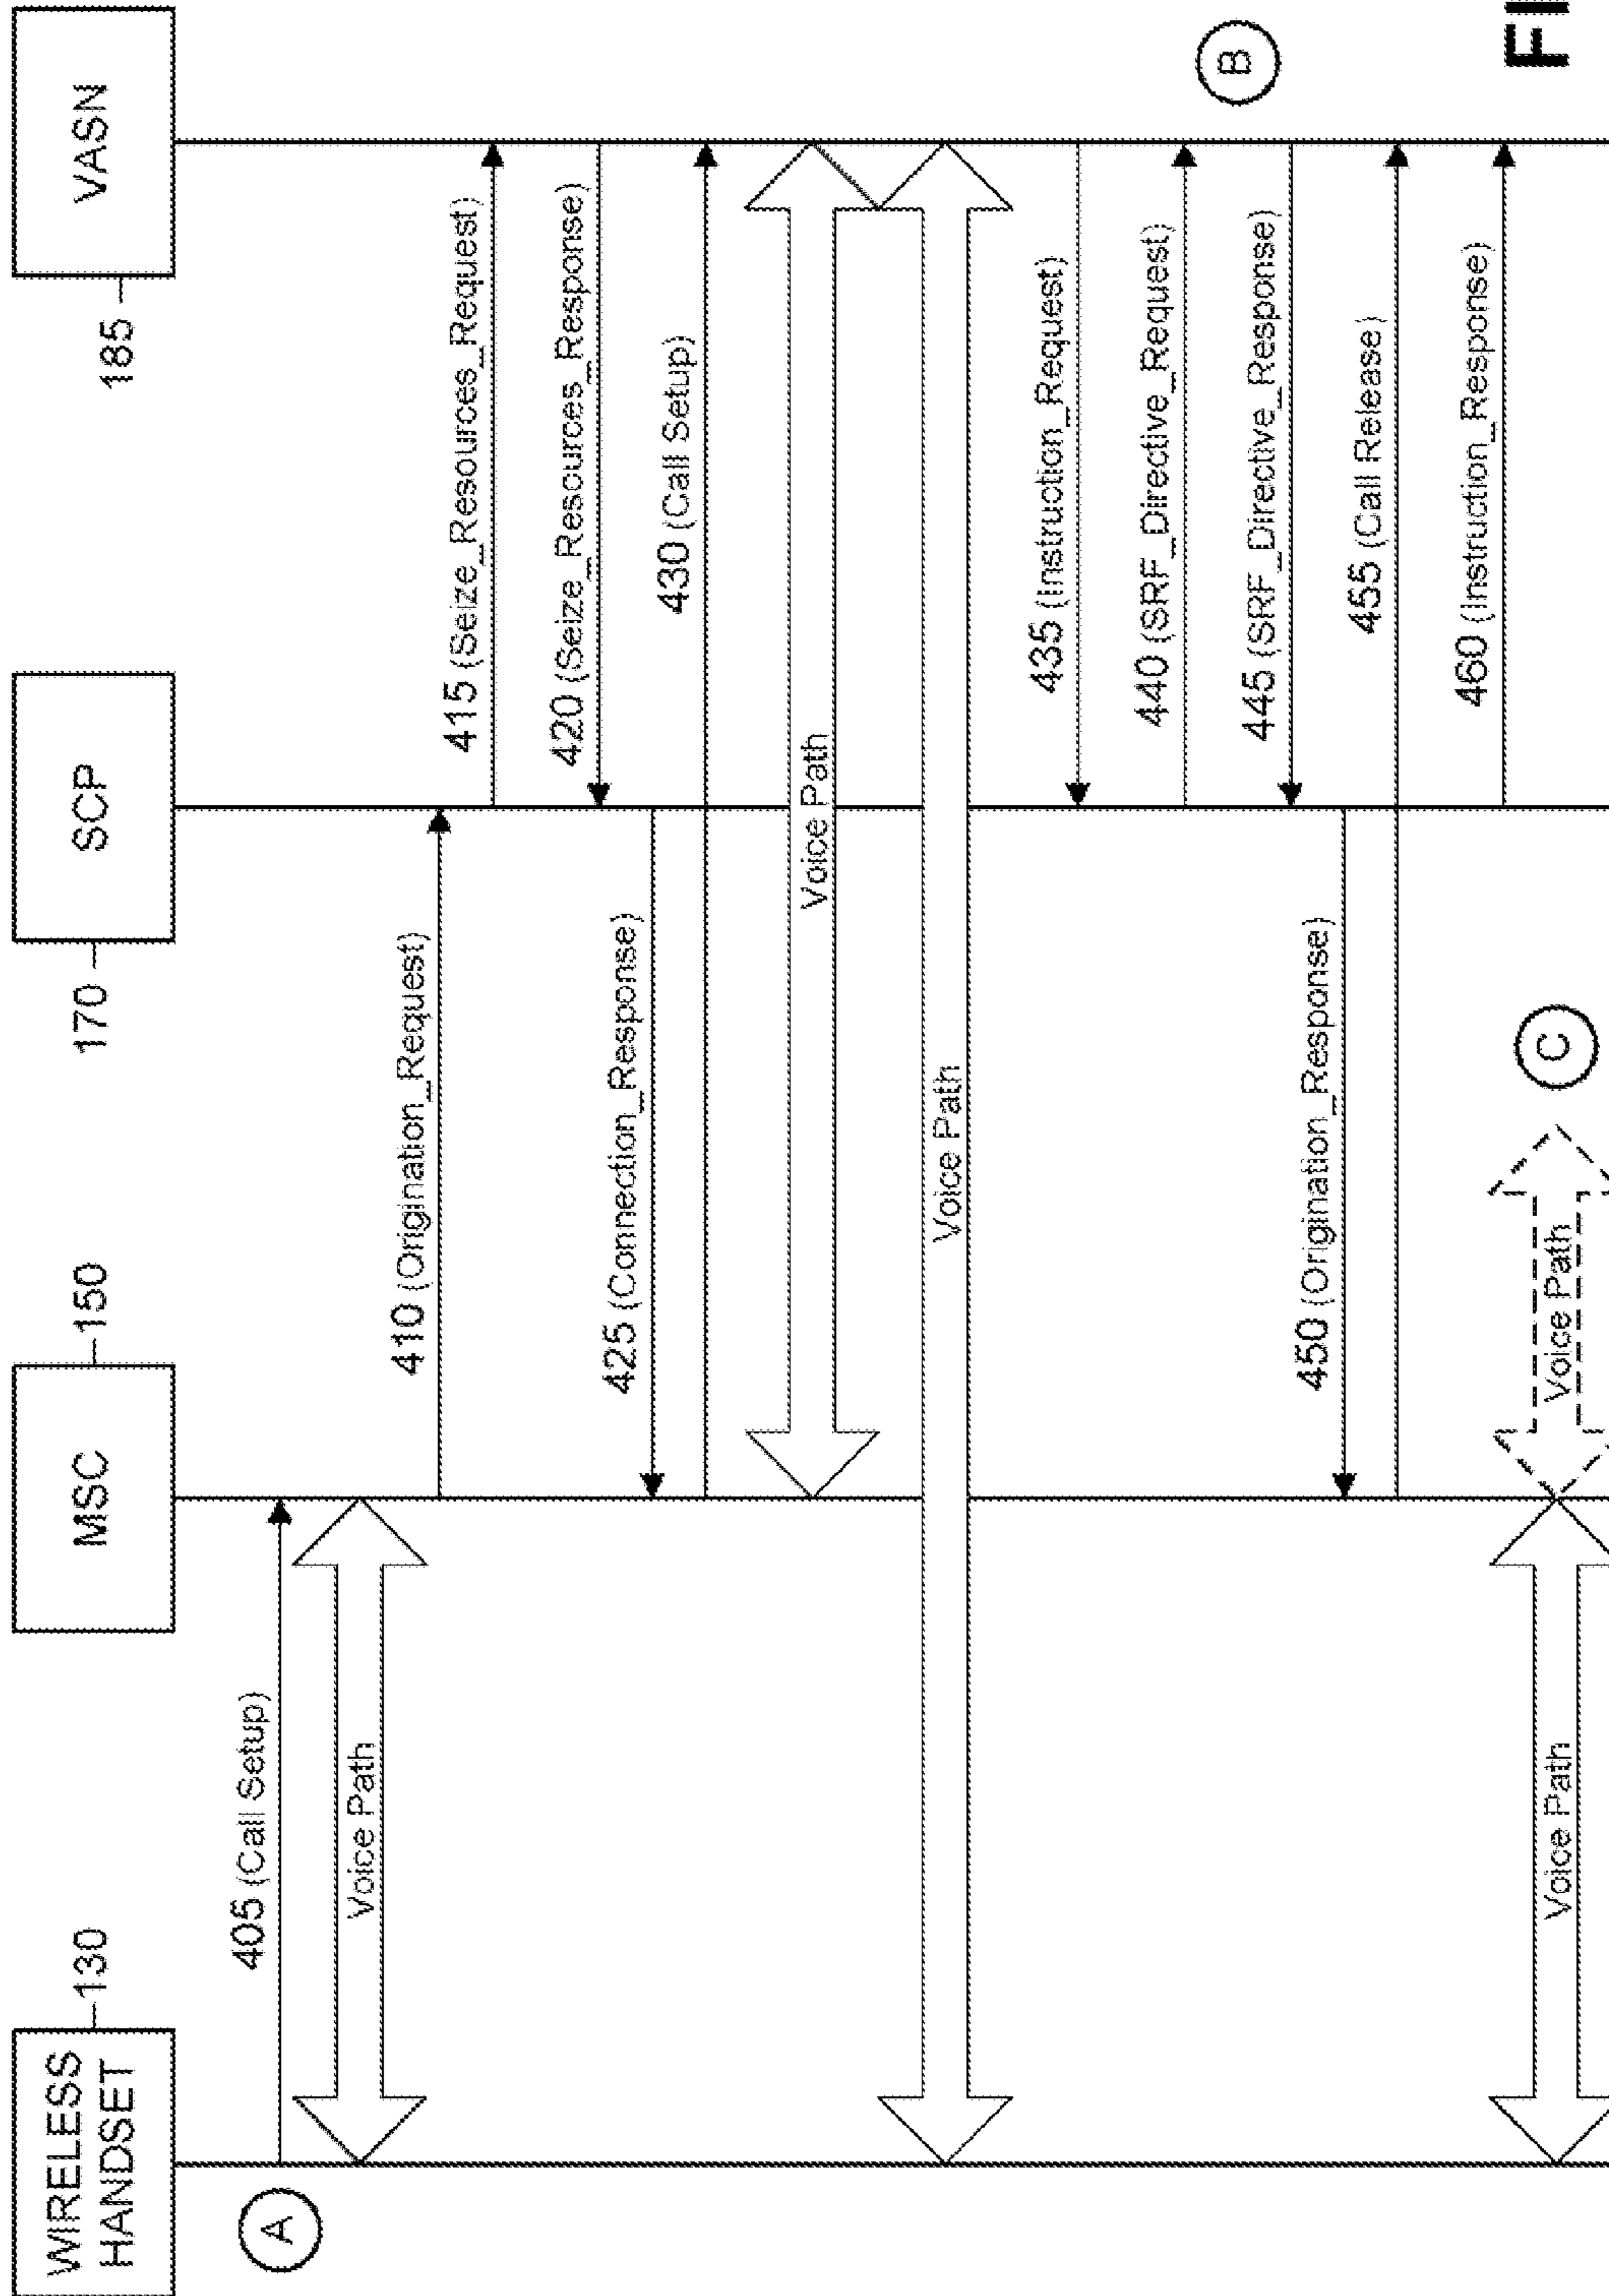 WIRELESS
HANDSET
130
MSC
150
SCP
170
VASN
185
A
405 (Call Setup)
Voice Path
410 (Origination_Request)
415 (Seize_Resources_Request)
420 (Seize_Resources_Response)
425 (Connection_Response)
430 (Call Setup)
Voice Path
Voice Path
435 (Instruction_Request)
440 (SRF_Directive_Request)
B
445 (SRF_Directive_Response)
450 (Origination_Response)
455 (Call Release)
460 (Instruction_Response)
Voice Path
Voice Path
C